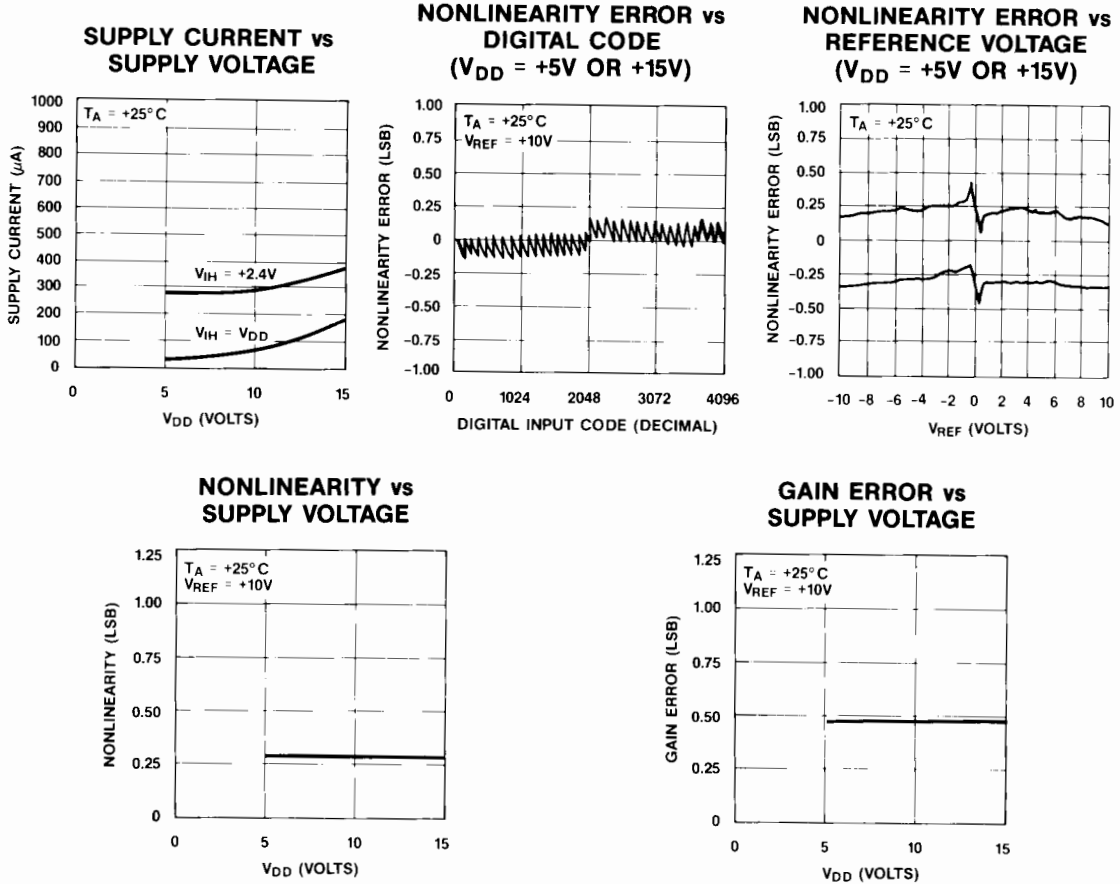 SUPPLY CURRENT vs
SUPPLY VOLTAGE
SUPPLY CURRENT (μA)
1000
900
800
700
600
500
400
300
200
100
0
TA = +25°C
VIH = +2.4V
VIH = VDD
0 5 10 15
VDD (VOLTS)
NONLINEARITY ERROR vs
DIGITAL CODE
(VDD = +5V OR +15V)
NONLINEARITY ERROR (LSB)
1.00
0.75
0.50
0.25
0
−0.25
−0.50
−0.75
−1.00
TA = +25°C
VREF = +10V
0 1024 2048 3072 4096
DIGITAL INPUT CODE (DECIMAL)
NONLINEARITY ERROR vs
REFERENCE VOLTAGE
(VDD = +5V OR +15V)
NONLINEARITY ERROR (LSB)
1.00
0.75
0.50
0.25
0
−0.25
−0.50
−0.75
−1.00
TA = +25°C
−10 −8 −6 −4 −2 0 2 4 6 8 10
VREF (VOLTS)
NONLINEARITY vs
SUPPLY VOLTAGE
NONLINEARITY (LSB)
1.25
1.00
0.75
0.50
0.25
0
TA = +25°C
VREF = +10V
0 5 10 15
VDD (VOLTS)
GAIN ERROR vs
SUPPLY VOLTAGE
GAIN ERROR (LSB)
1.25
1.00
0.75
0.50
0.25
0
TA = +25°C
VREF = +10V
0 5 10 15
VDD (VOLTS)